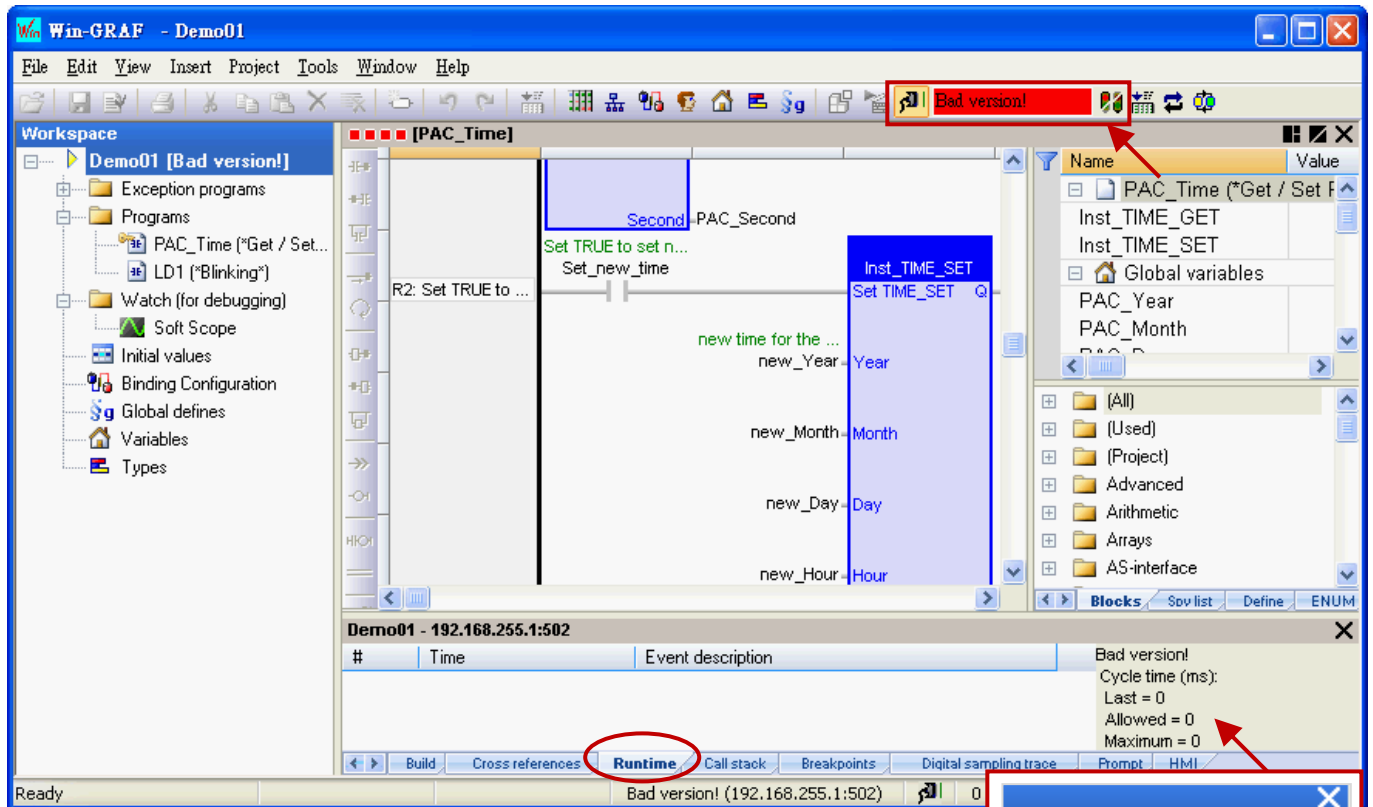 Win-GRAF - Demo01
File Edit View Insert Project Tools Window Help
Bad version!
Workspace
Demo01 [Bad version!]
Exception programs
Programs
PAC_Time (*Get / Set...
LD1 (*Blinking*)
Watch (for debugging)
Soft Scope
Initial values
Binding Configuration
Global defines
Variables
Types
[PAC_Time]
Second PAC_Second
Set TRUE to set n...
Set_new_time
Inst_TIME_SET
R2: Set TRUE to ...
Set TIME_SET Q
new time for the ...
new_Year Year
new_Month Month
new_Day Day
new_Hour Hour
Name Value
PAC_Time (*Get / Set
Inst_TIME_GET
Inst_TIME_SET
Global variables
PAC_Year
PAC_Month
(All)
(Used)
(Project)
Advanced
Arithmetic
Arrays
AS-interface
Blocks Spy list Define ENUM
Demo01 - 192.168.255.1:502
# Time Event description
Bad version!
Cycle time (ms):
Last = 0
Allowed = 0
Maximum = 0
Build Cross references Runtime Call stack Breakpoints Digital sampling trace Prompt HMI
Ready Bad version! (192.168.255.1:502) 0